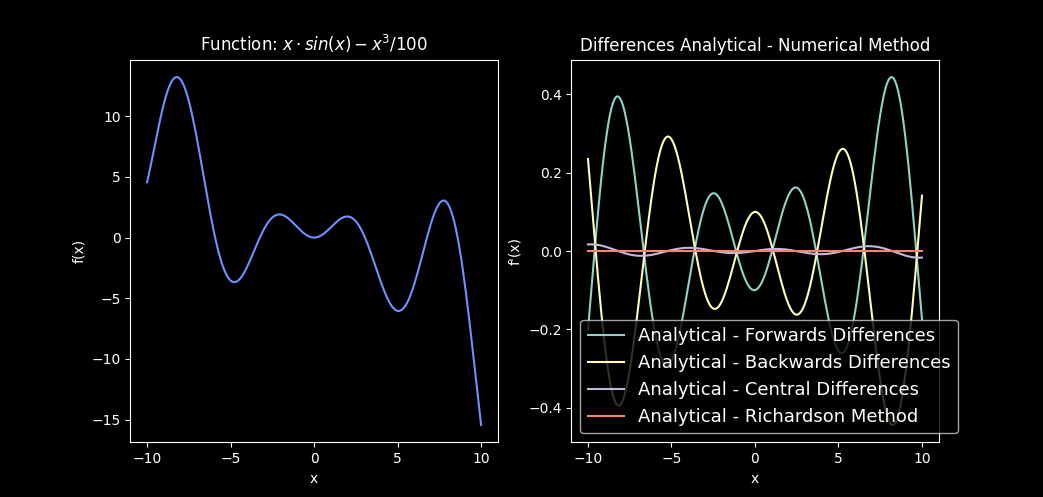 Function: x · sin(x) − x³/100
Differences Analytical - Numerical Method
f(x)
10
5
0
−5
−10
−15
−10
−5
0
5
10
x
f'(x)
0.4
0.2
0.0
−0.2
−0.4
Analytical - Forwards Differences
Analytical - Backwards Differences
Analytical - Central Differences
Analytical - Richardson Method
−10
−5
0
5
10
x